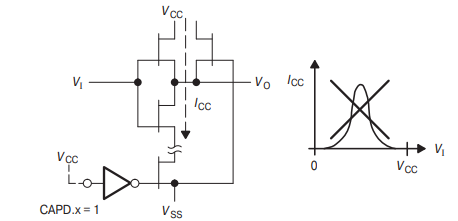 VCC
VI
VO
ICC
VCC
CAPD.x = 1
VSS
ICC
VI
0
VCC